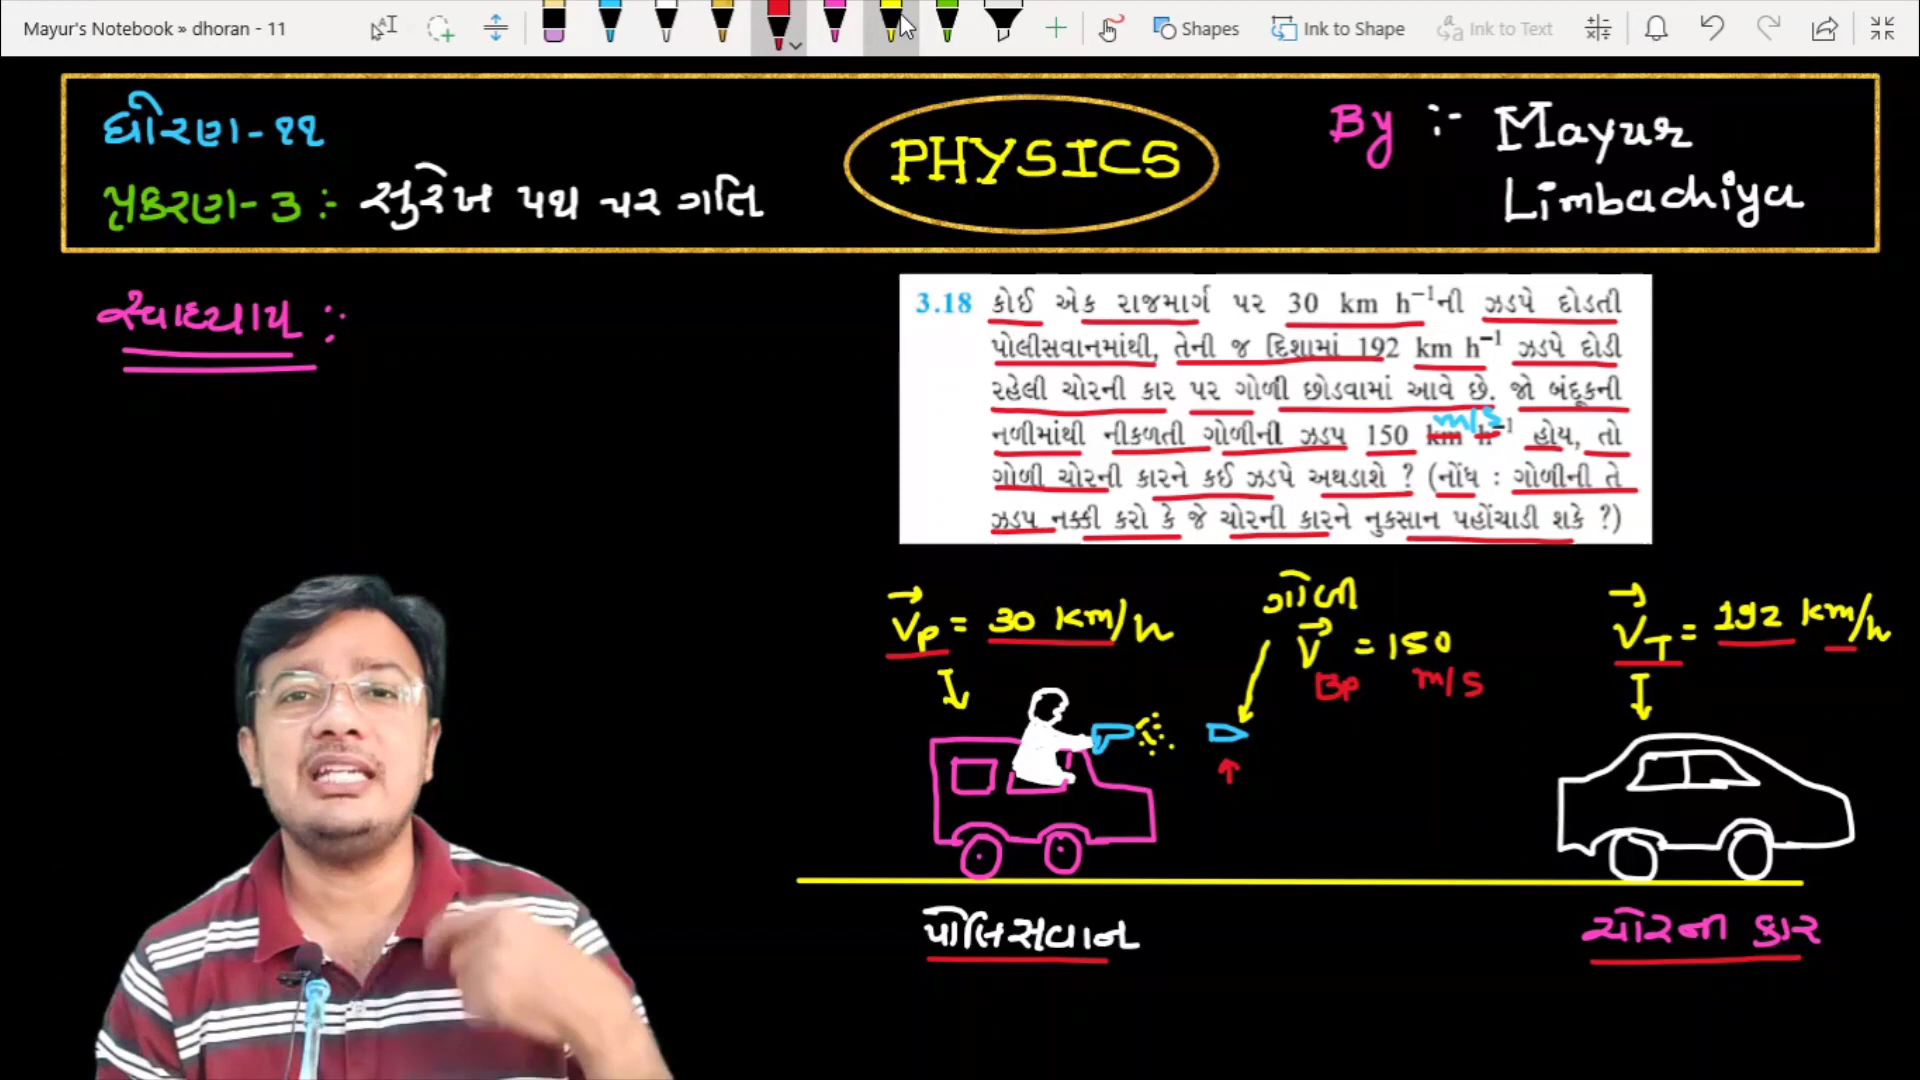 Mayur's Notebook » dhoran - 11
Shapes
Ink to Shape
Ink to Text
ધોરણ-૧૧
પ્રકરણ-3 :- સુરેખ પથ પર ગતિ
PHYSICS
By :- Mayur
Limbachiya
સ્વાધ્યાય :-
3.18 કોઈ એક રાજમાર્ગ પર 30 km h⁻¹ની ઝડપે દોડતી
પોલીસવાનમાંથી, તેની જ દિશામાં 192 km h⁻¹ ઝડપે દોડી
રહેલી ચોરની કાર પર ગોળી છોડવામાં આવે છે. જો બંદૂકની
m/s
નળીમાંથી નીકળતી ગોળીની ઝડપ 150 km h⁻¹ હોય, તો
ગોળી ચોરની કારને કઈ ઝડપે અથડાશે ? (નોંધ : ગોળીની તે
ઝડપ નક્કી કરો કે જે ચોરની કારને નુકસાન પહોંચાડી શકે ?)
V⃗P = 30 km/h
ગોળી
V⃗BP = 150 m/s
V⃗T = 192 km/h
પોલિસવાન
ચોરની કાર